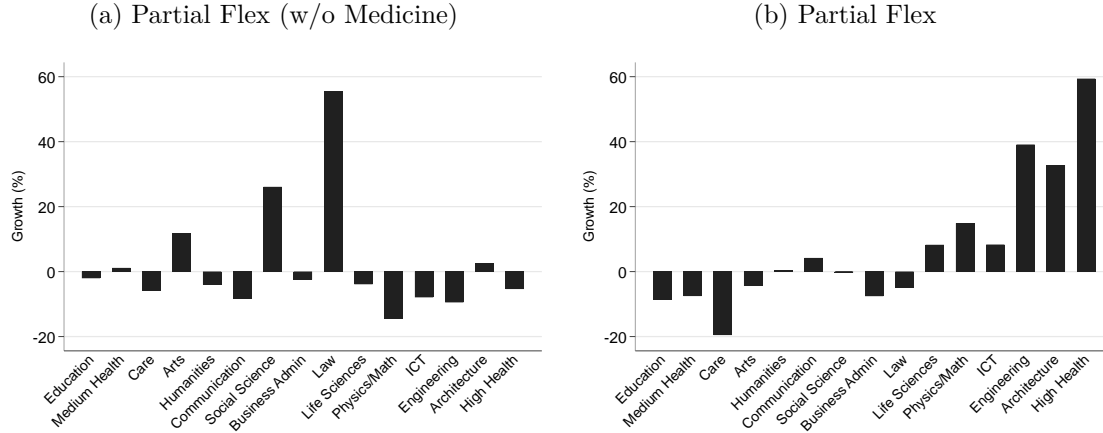 (a) Partial Flex (w/o Medicine)
60
40
20
0
-20
Growth (%)
Education
Medium Health
Care
Arts
Humanities
Communication
Social Science
Business Admin
Law
Life Sciences
Physics/Math
ICT
Engineering
Architecture
High Health
(b) Partial Flex
60
40
20
0
-20
Growth (%)
Education
Medium Health
Care
Arts
Humanities
Communication
Social Science
Business Admin
Law
Life Sciences
Physics/Math
ICT
Engineering
Architecture
High Health